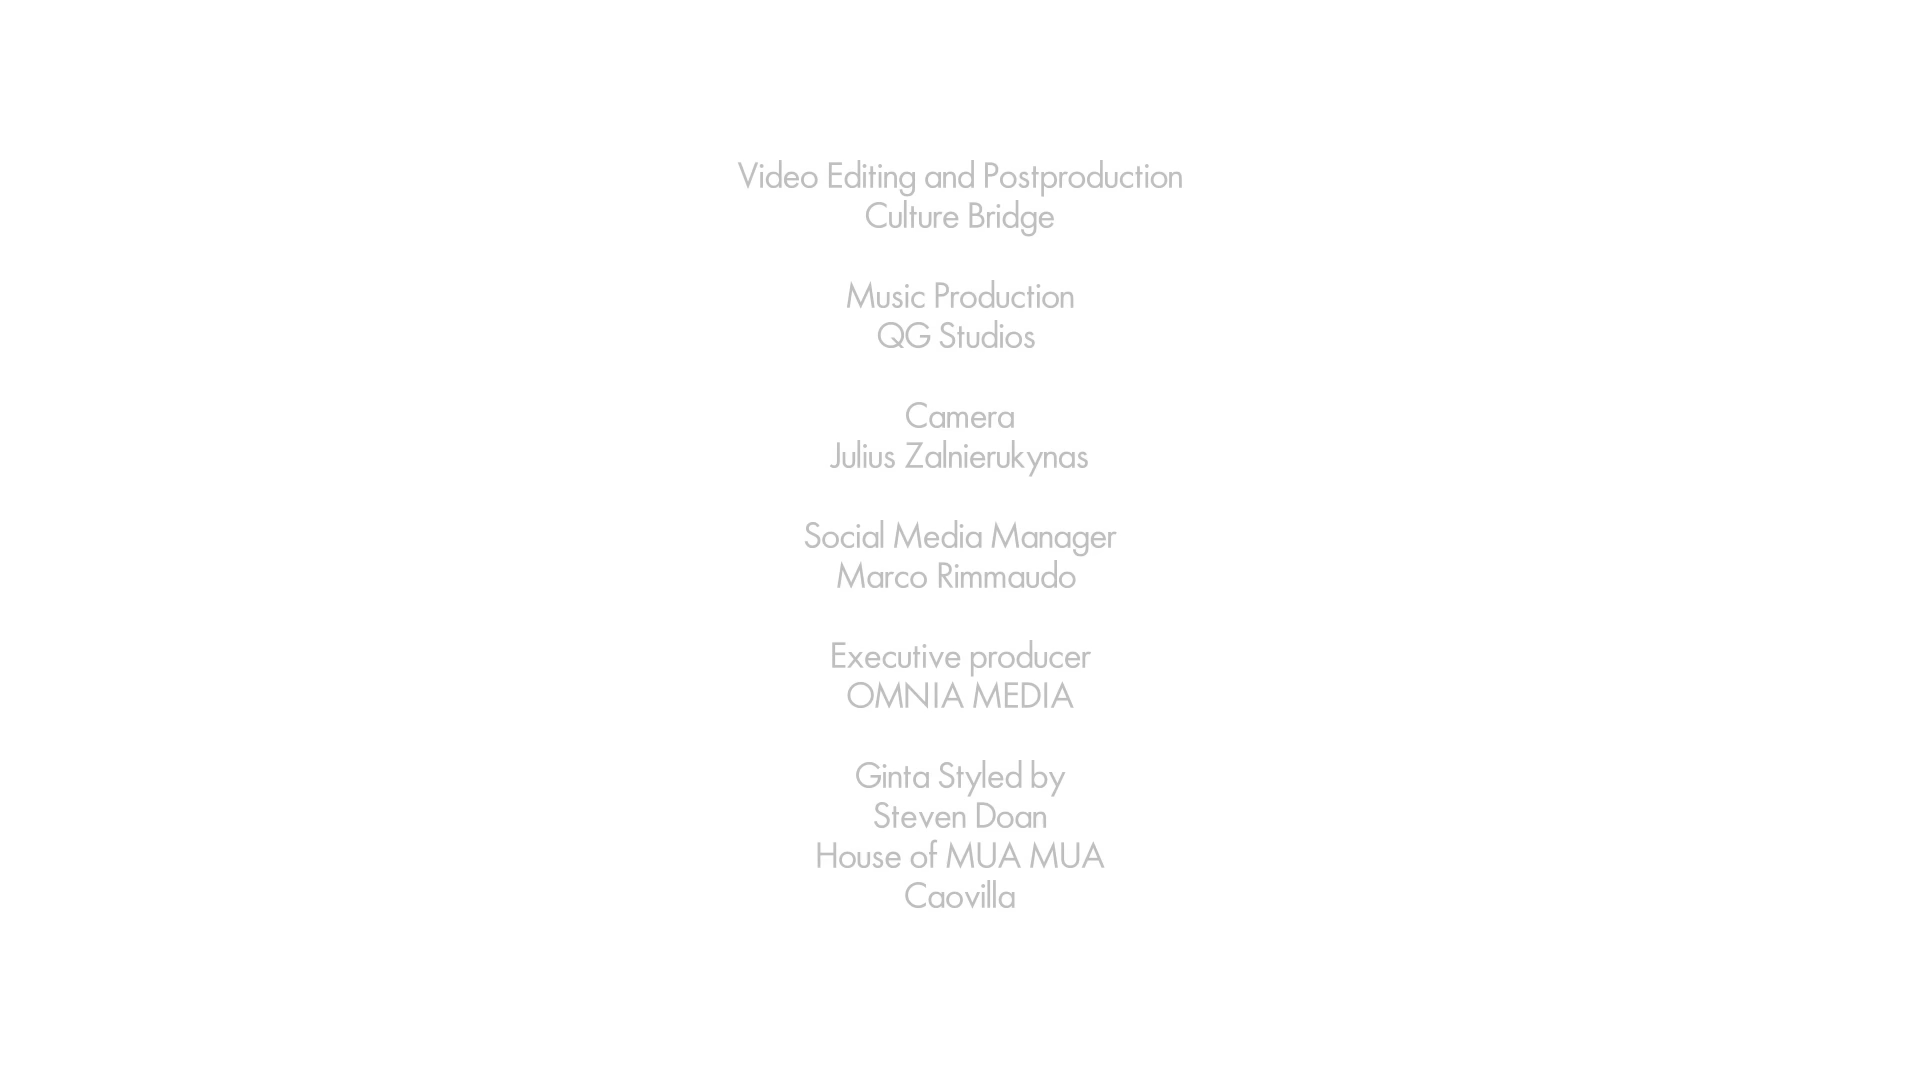 Video Editing and Postproduction
Culture Bridge
Music Production
QG Studios
Camera
Julius Zalnierukynas
Social Media Manager
Marco Rimmaudo
Executive producer
OMNIA MEDIA
Ginta Styled by
Steven Doan
House of MUA MUA
Caovilla